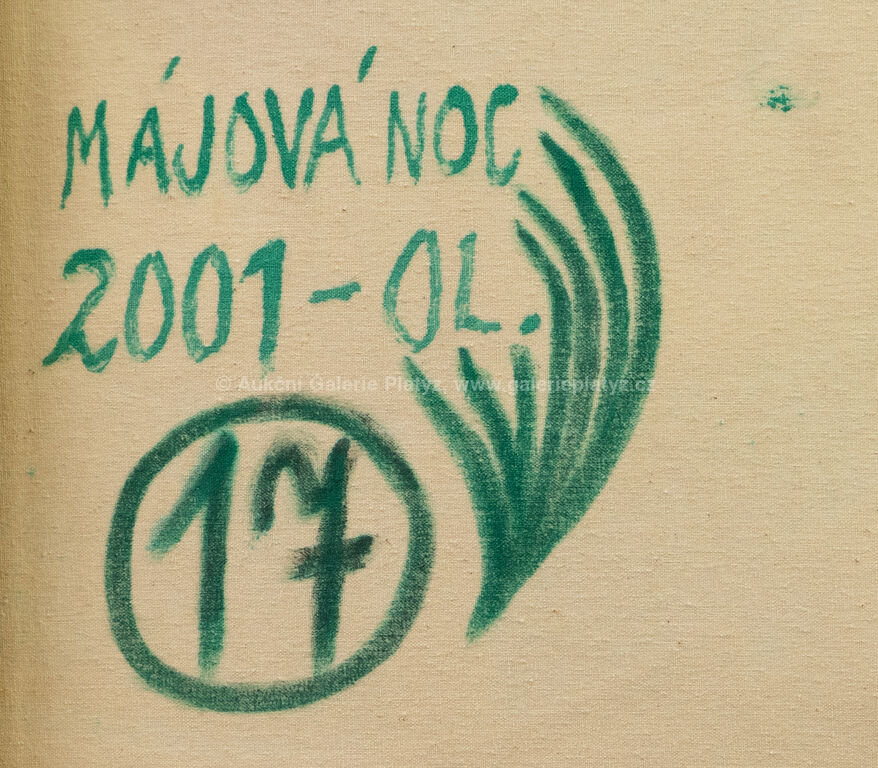 MÁJOVÁ NOC
2001 - OL.
© Aukční Galerie Platýz, www.galerieplatyz.cz
17